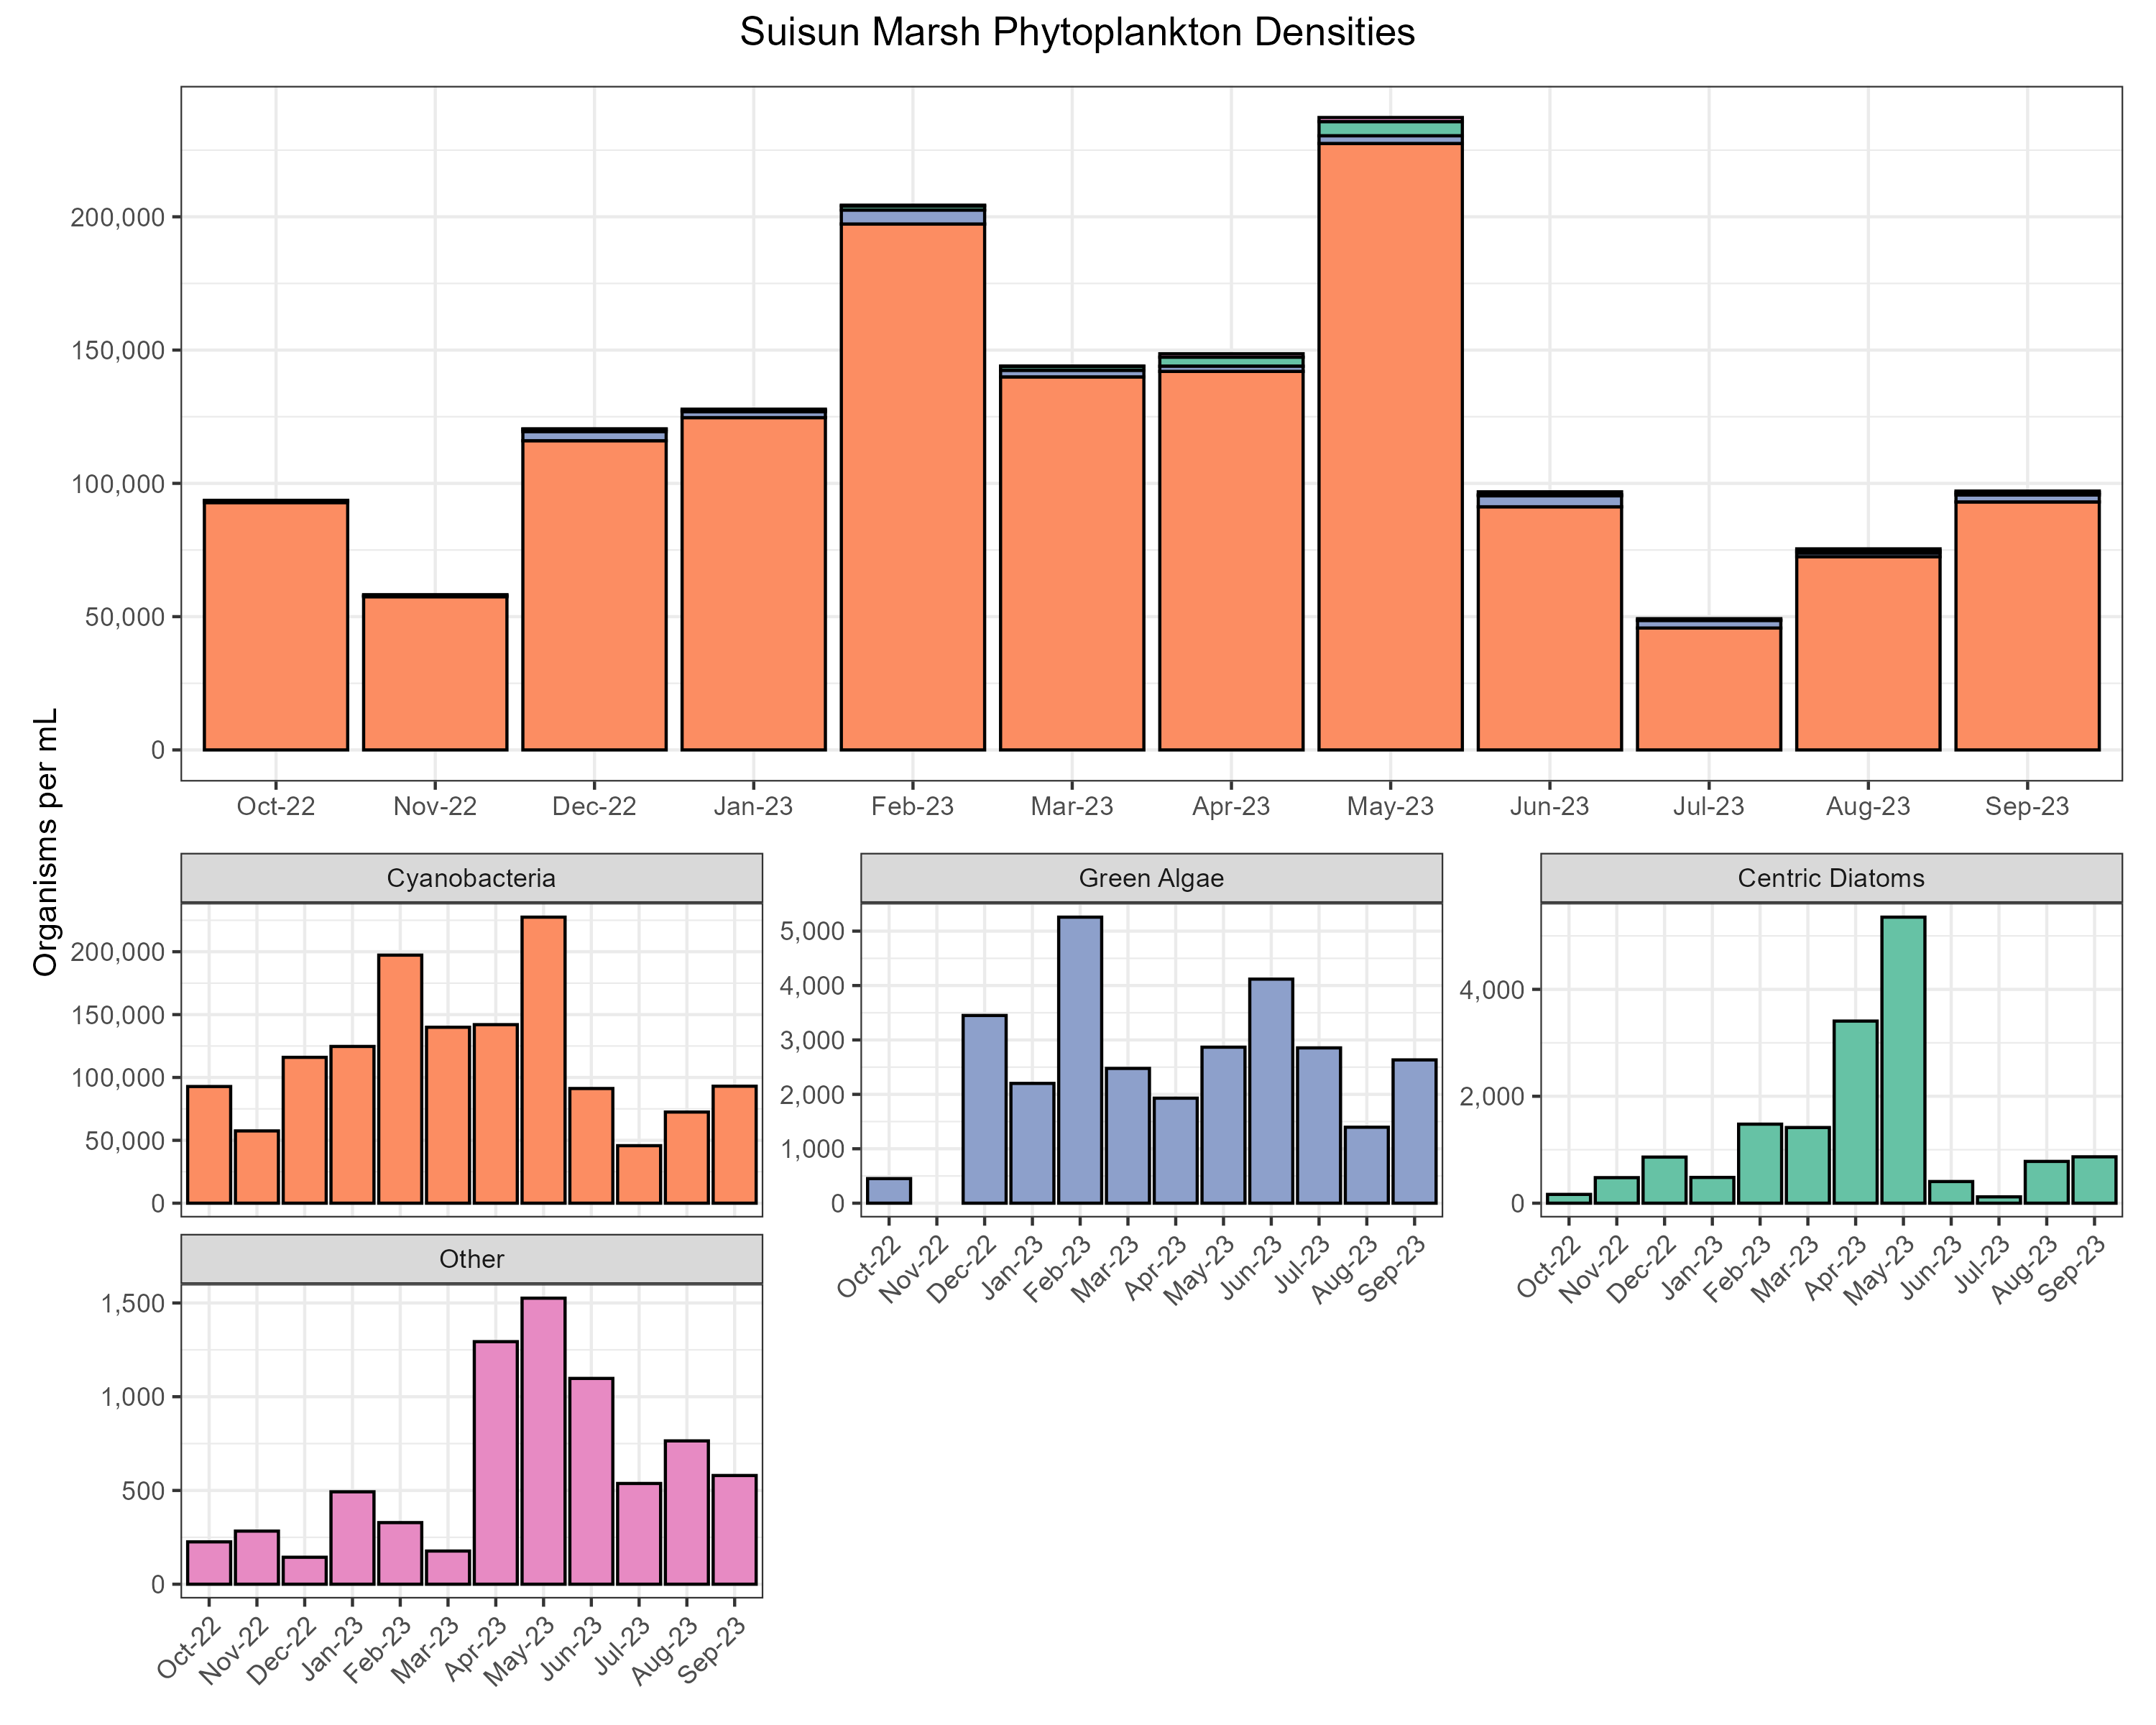 Suisun Marsh Phytoplankton Densities
Organisms per mL
200,000
150,000
100,000
50,000
0
Oct-22 Nov-22 Dec-22 Jan-23 Feb-23 Mar-23 Apr-23 May-23 Jun-23 Jul-23 Aug-23 Sep-23
Cyanobacteria
200,000
150,000
100,000
50,000
0
Green Algae
5,000
4,000
3,000
2,000
1,000
0
Oct-22 Nov-22 Dec-22 Jan-23 Feb-23 Mar-23 Apr-23 May-23 Jun-23 Jul-23 Aug-23 Sep-23
Centric Diatoms
4,000
2,000
0
Oct-22 Nov-22 Dec-22 Jan-23 Feb-23 Mar-23 Apr-23 May-23 Jun-23 Jul-23 Aug-23 Sep-23
Other
1,500
1,000
500
0
Oct-22 Nov-22 Dec-22 Jan-23 Feb-23 Mar-23 Apr-23 May-23 Jun-23 Jul-23 Aug-23 Sep-23